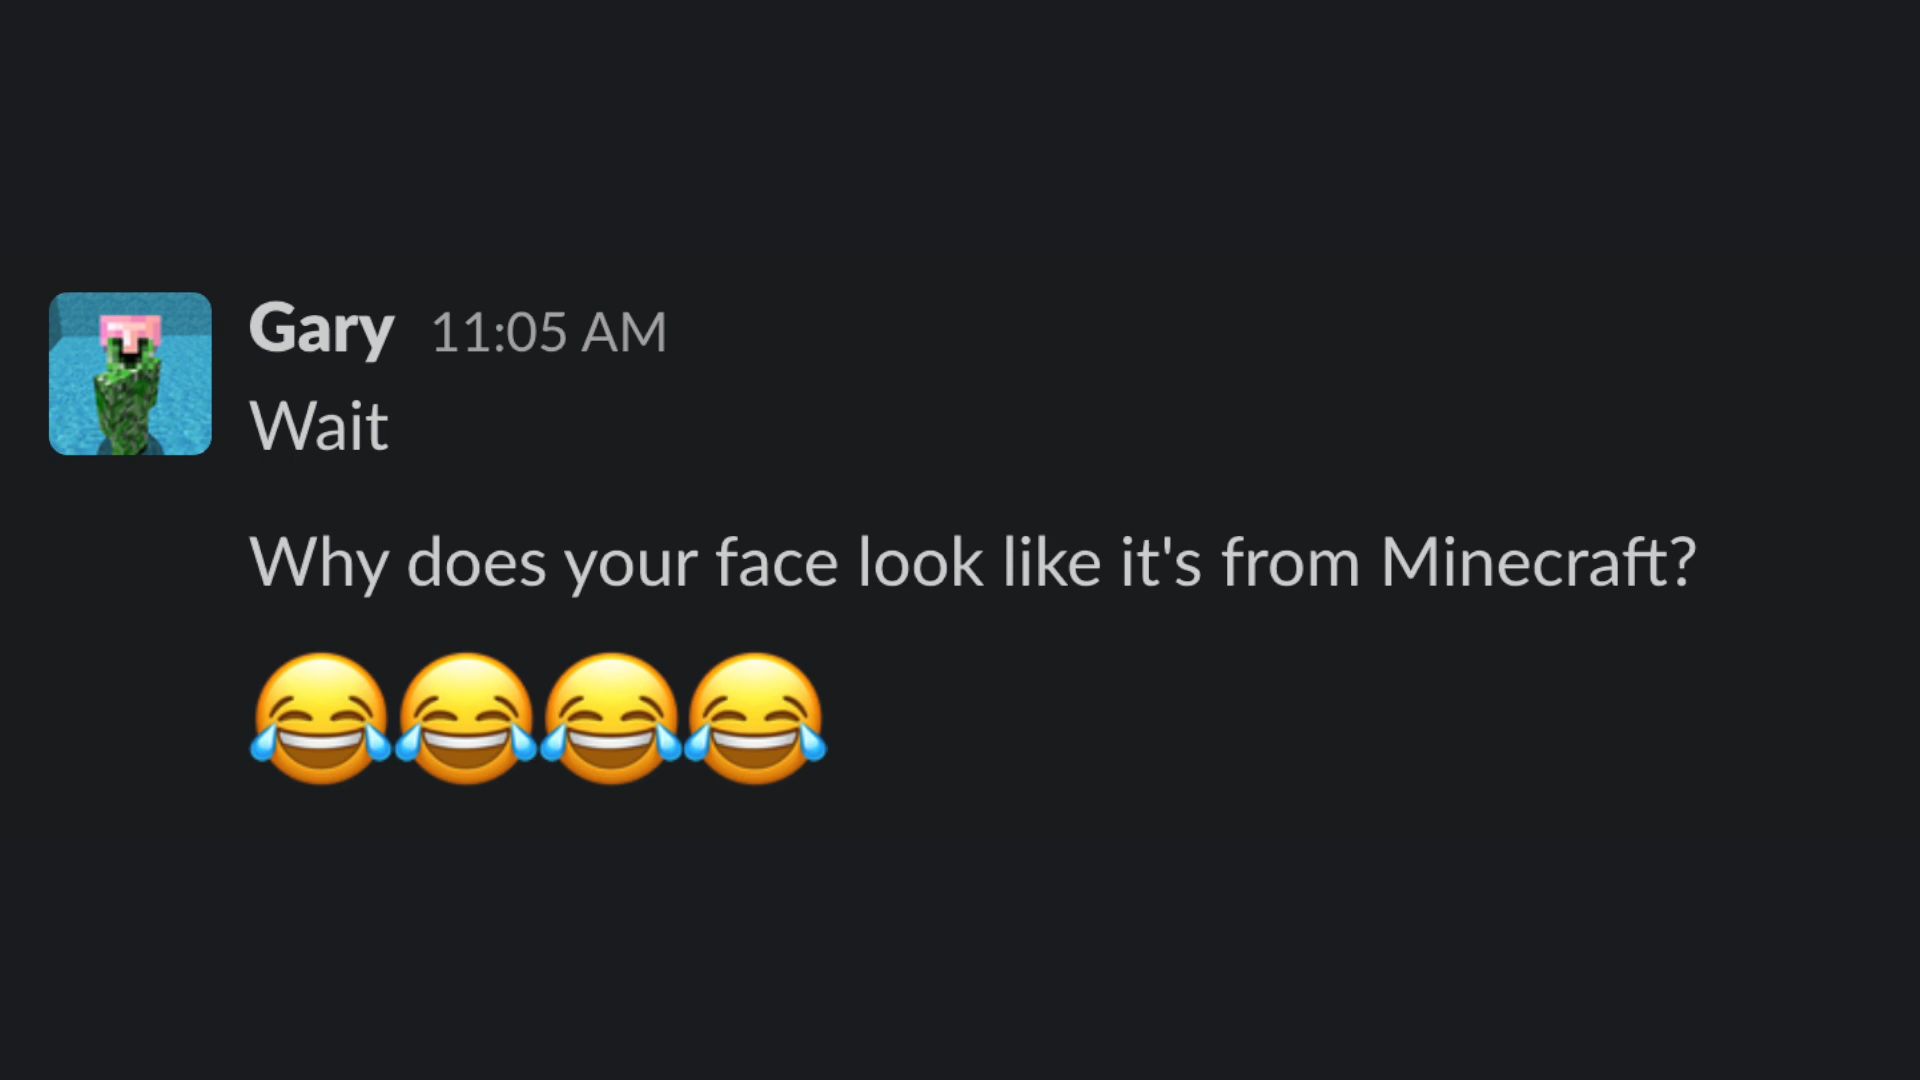 Gary 11:05 AM
Wait
Why does your face look like it's from Minecraft?
😂😂😂😂